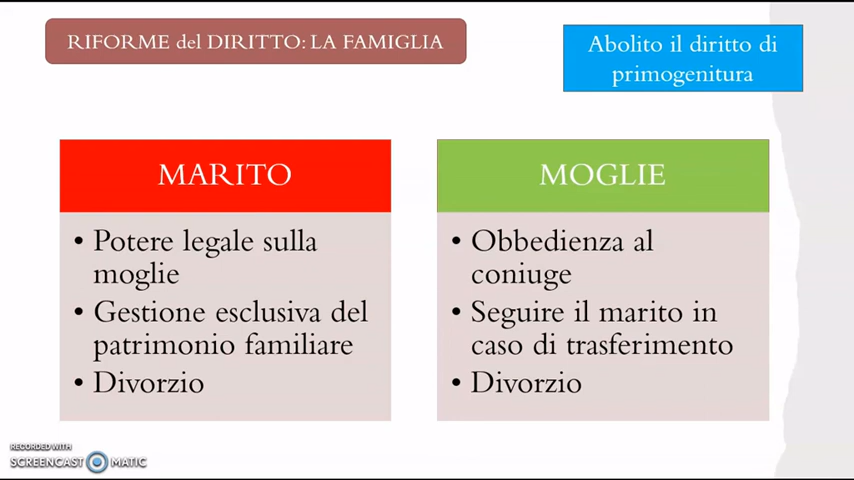 RIFORME del DIRITTO: LA FAMIGLIA
Abolito il diritto di
primogenitura
MARITO
• Potere legale sulla
moglie
• Gestione esclusiva del
patrimonio familiare
• Divorzio
MOGLIE
• Obbedienza al
coniuge
• Seguire il marito in
caso di trasferimento
• Divorzio
RECORDED WITH
SCREENCAST MATIC